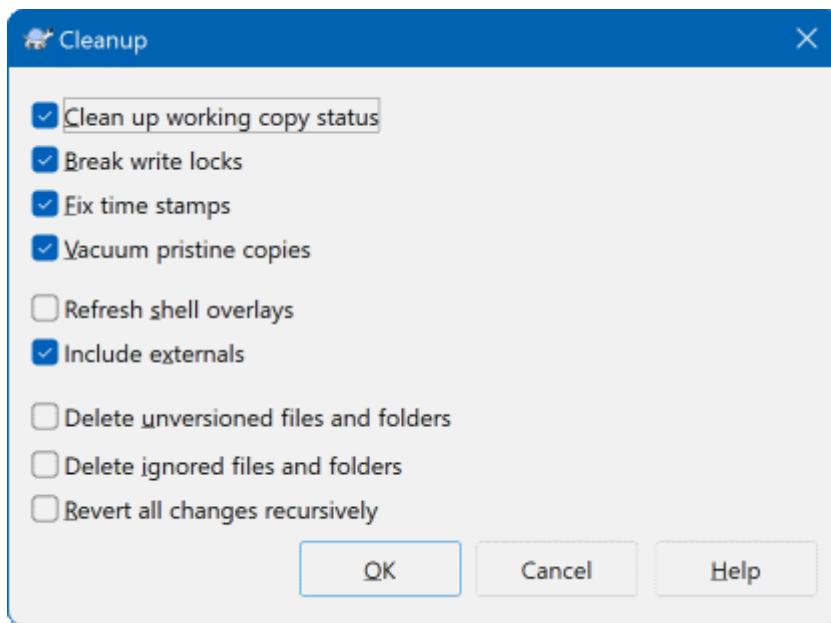 Cleanup
Clean up working copy status
Break write locks
Fix time stamps
Vacuum pristine copies
Refresh shell overlays
Include externals
Delete unversioned files and folders
Delete ignored files and folders
Revert all changes recursively
OK Cancel Help